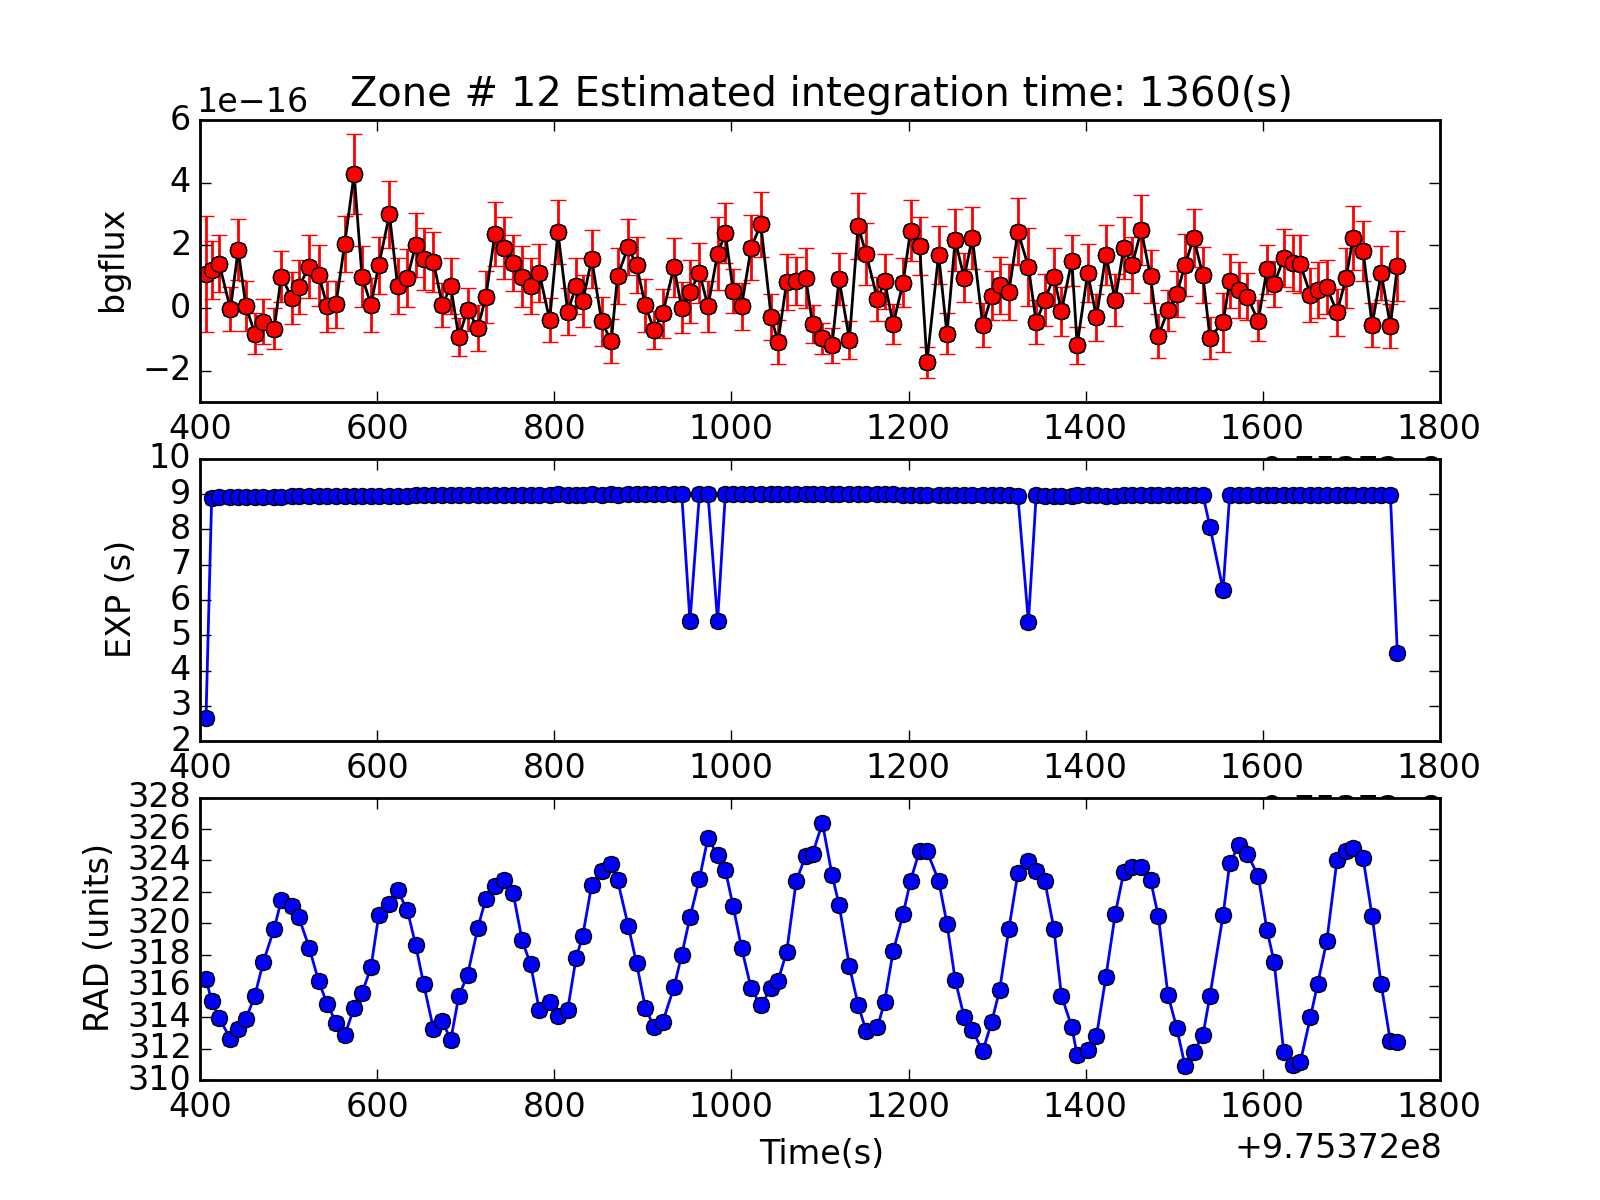 Zone # 12 Estimated integration time: 1360(s)
1e−16
6
4
2
0
−2
bgflux
400 600 800 1000 1200 1400 1600 1800
10
9
8
7
6
5
4
3
2
EXP (s)
400 600 800 1000 1200 1400 1600 1800
328
326
324
322
320
318
316
314
312
310
RAD (units)
400 600 800 1000 1200 1400 1600 1800
Time(s)
+9.75372e8